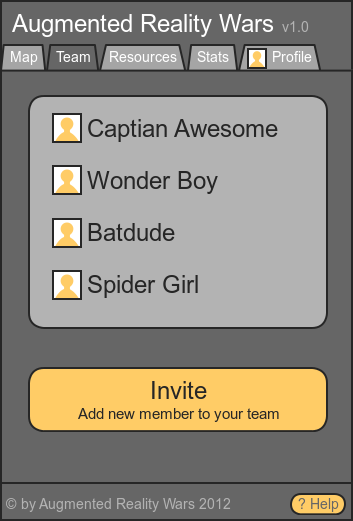 Augmented Reality Wars v1.0
Map Team Resources Stats Profile
Captian Awesome
Wonder Boy
Batdude
Spider Girl
Invite
Add new member to your team
© by Augmented Reality Wars 2012 ? Help